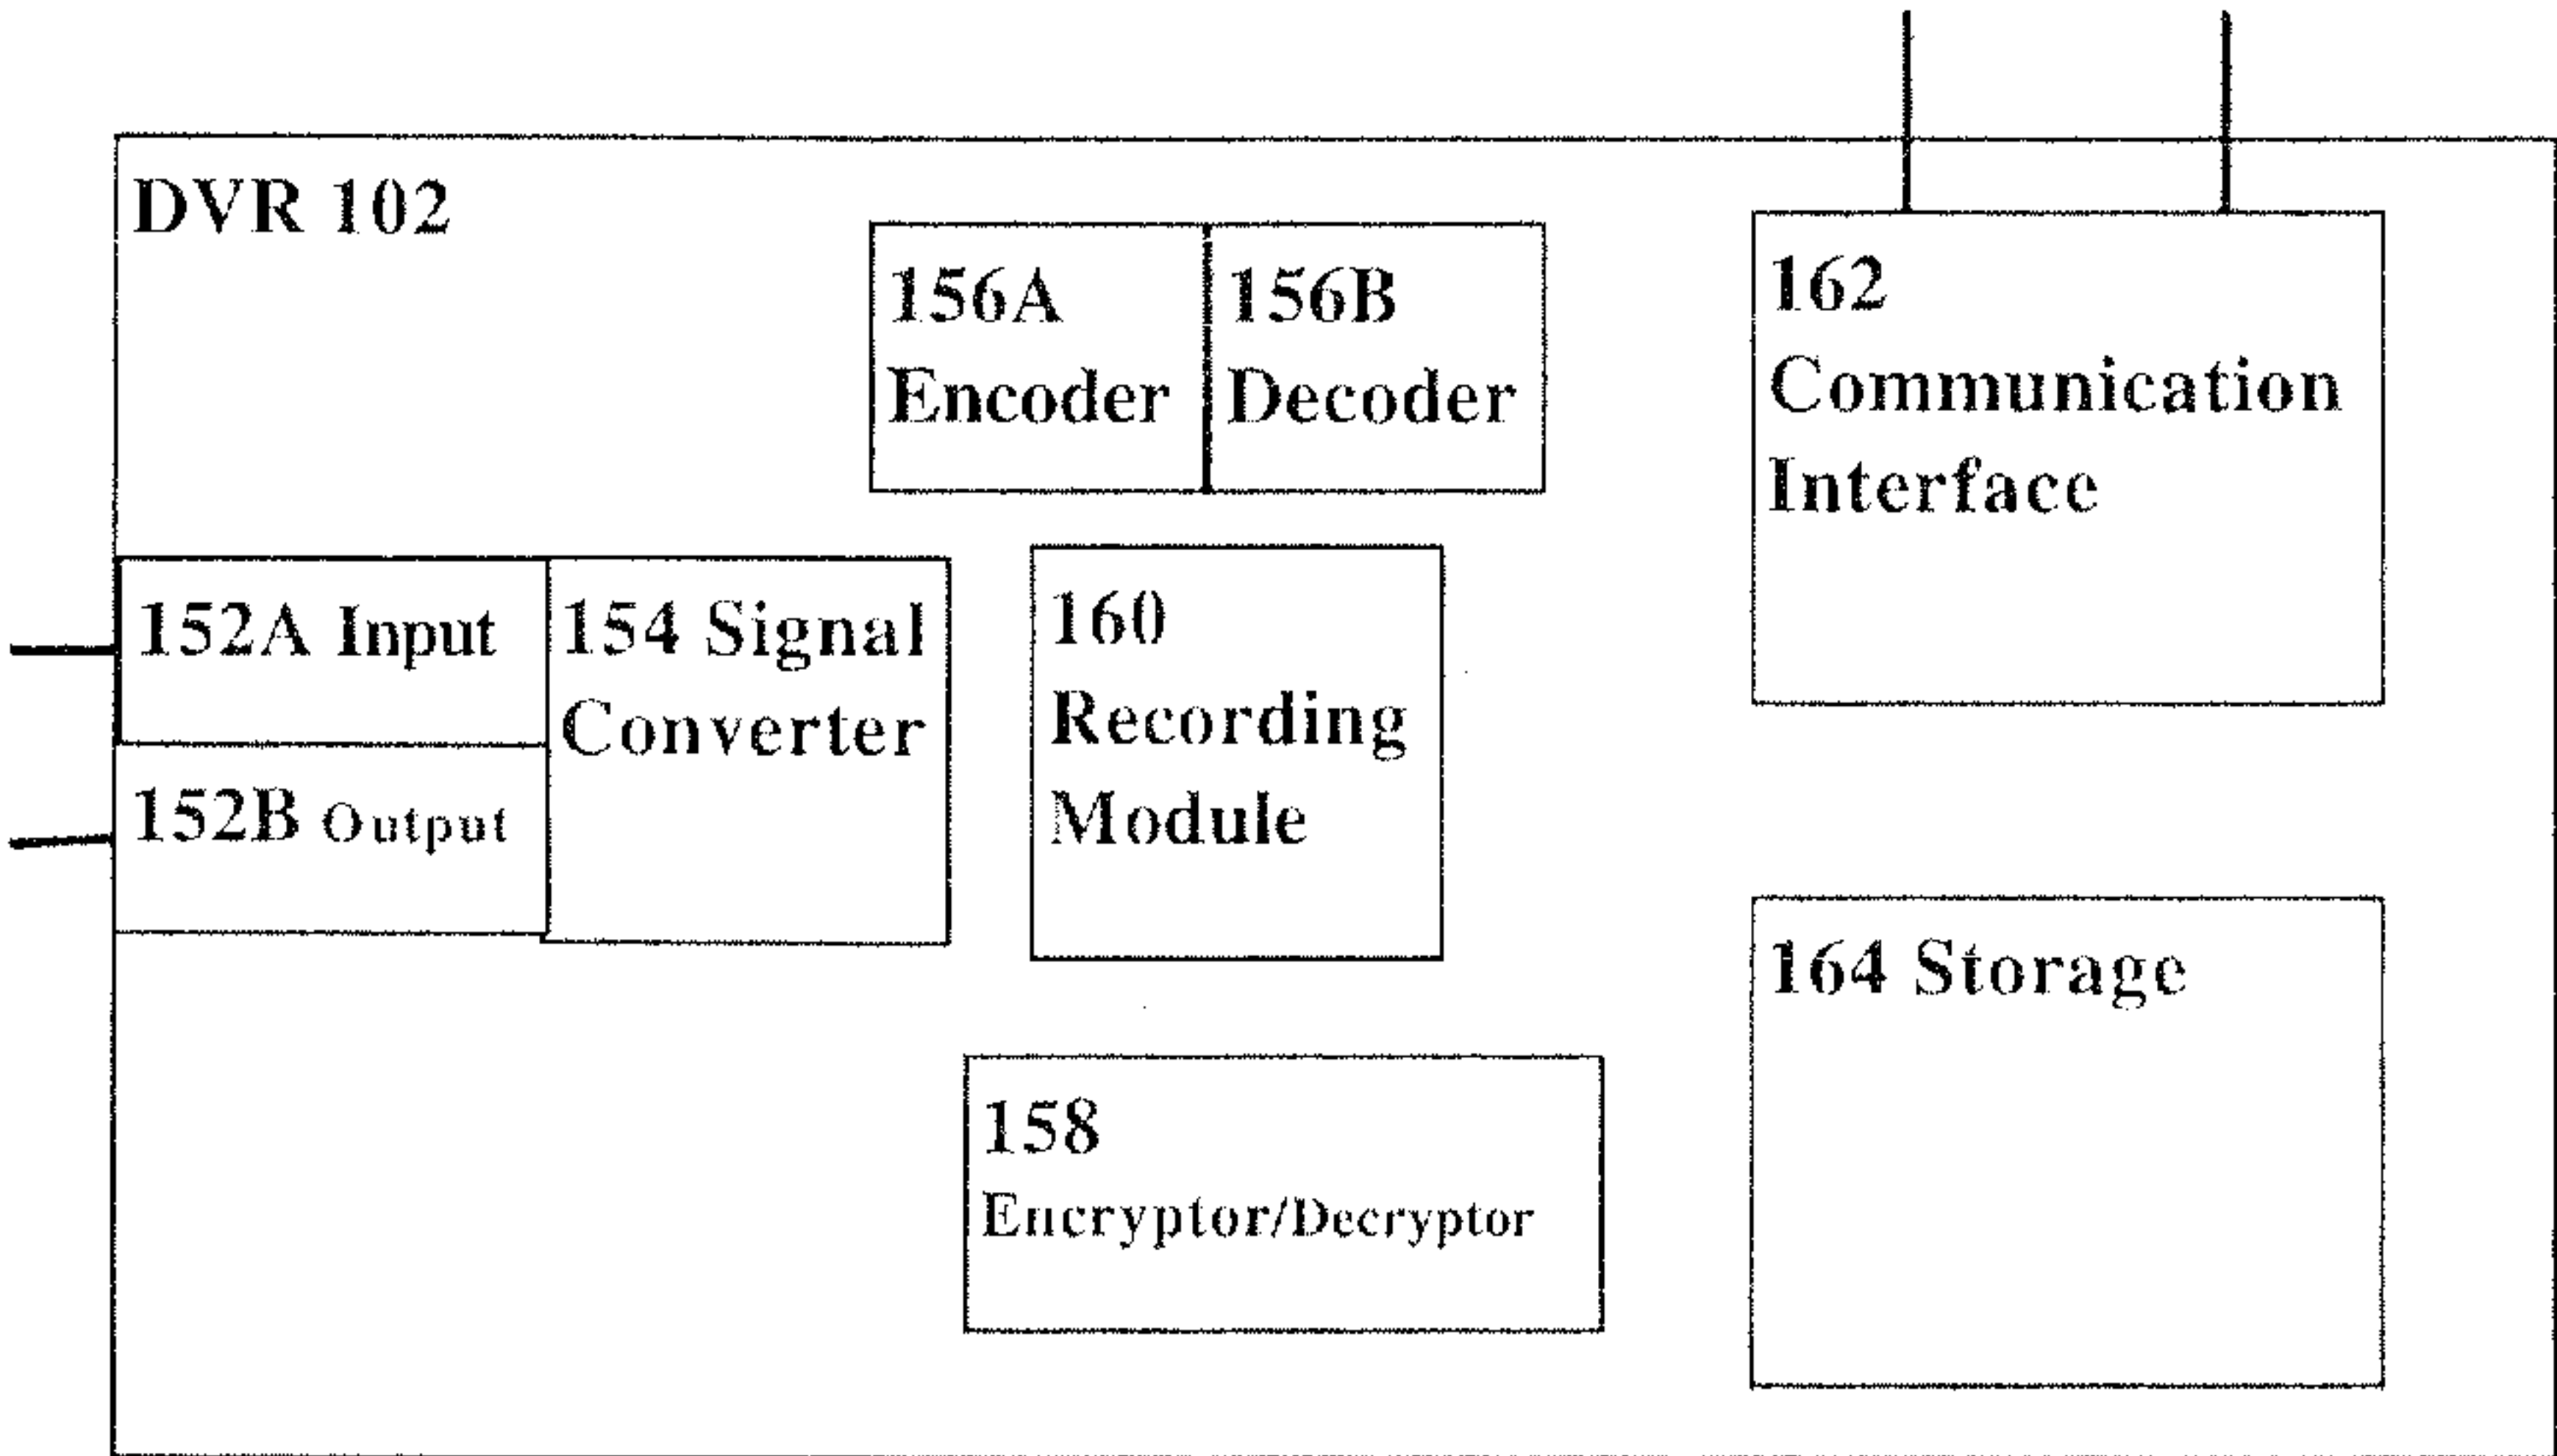 DVR 102
156A
Encoder
156B
Decoder
162
Communication
Interface
152A Input
152B Output
154 Signal
Converter
160
Recording
Module
164 Storage
158
Encryptor/Decryptor